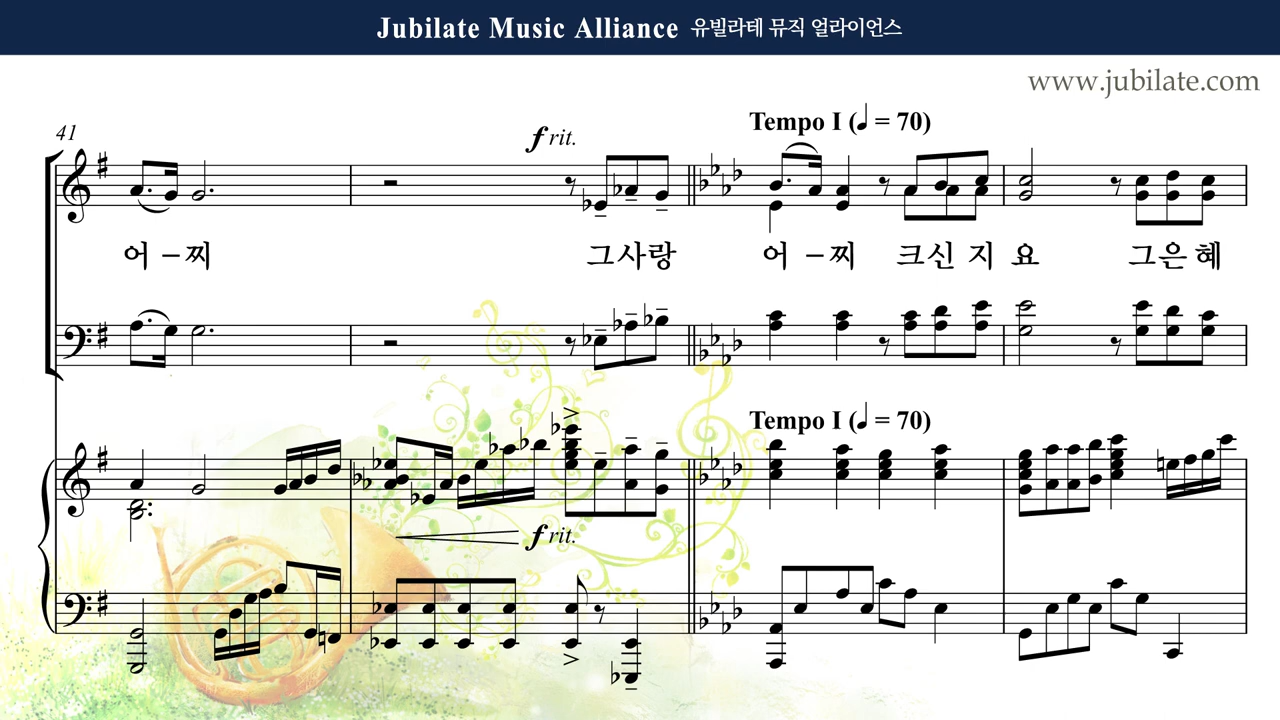 Jubilate Music Alliance 유빌라테 뮤직 얼라이언스
www.jubilate.com
41
f rit.
Tempo I (♩ = 70)
어 – 찌 그 사 랑 어 – 찌 크 신 지 요 그 은 혜
Tempo I (♩ = 70)
f rit.